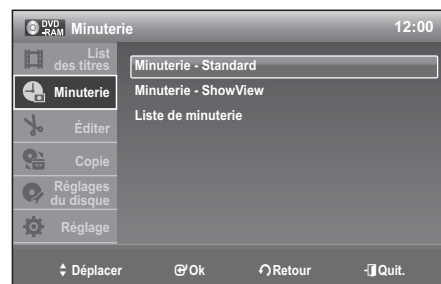 DVD -RAM Minuterie 12:00
List des titres
Minuterie
Éditer
Copie
Réglages du disque
Réglage
Minuterie - Standard
Minuterie - ShowView
Liste de minuterie
Déplacer Ok Retour Quit.